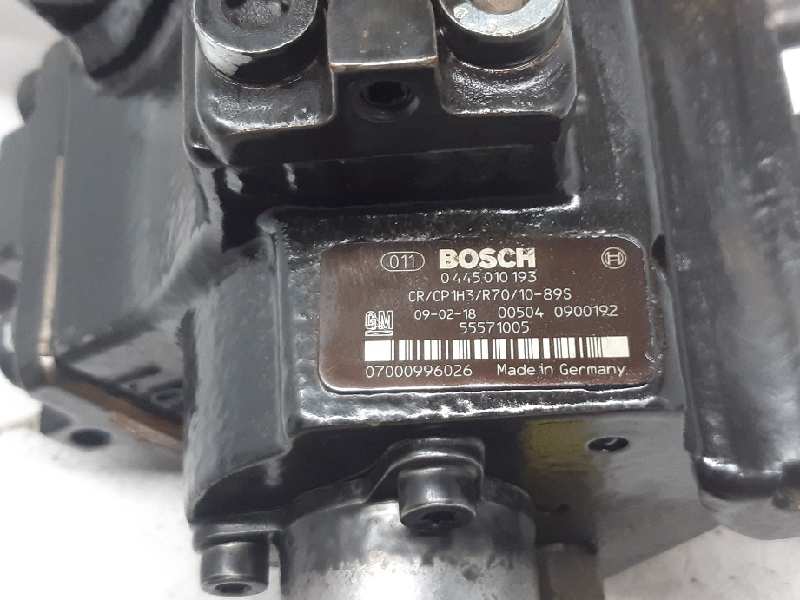 011 BOSCH
0 445 010 193
CR/CP1H3/R70/10-89S
GM 09-02-18 00504 0900192
55571005
07000996026 Made in Germany